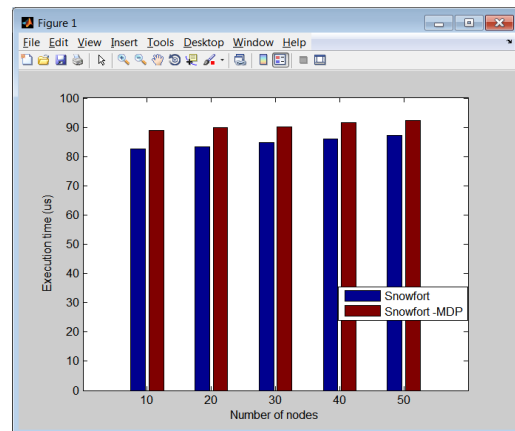 Figure 1
File Edit View Insert Tools Desktop Window Help
100
90
80
70
60
50
40
30
20
10
0
Execution time (us)
Snowfort
Snowfort -MDP
10 20 30 40 50
Number of nodes